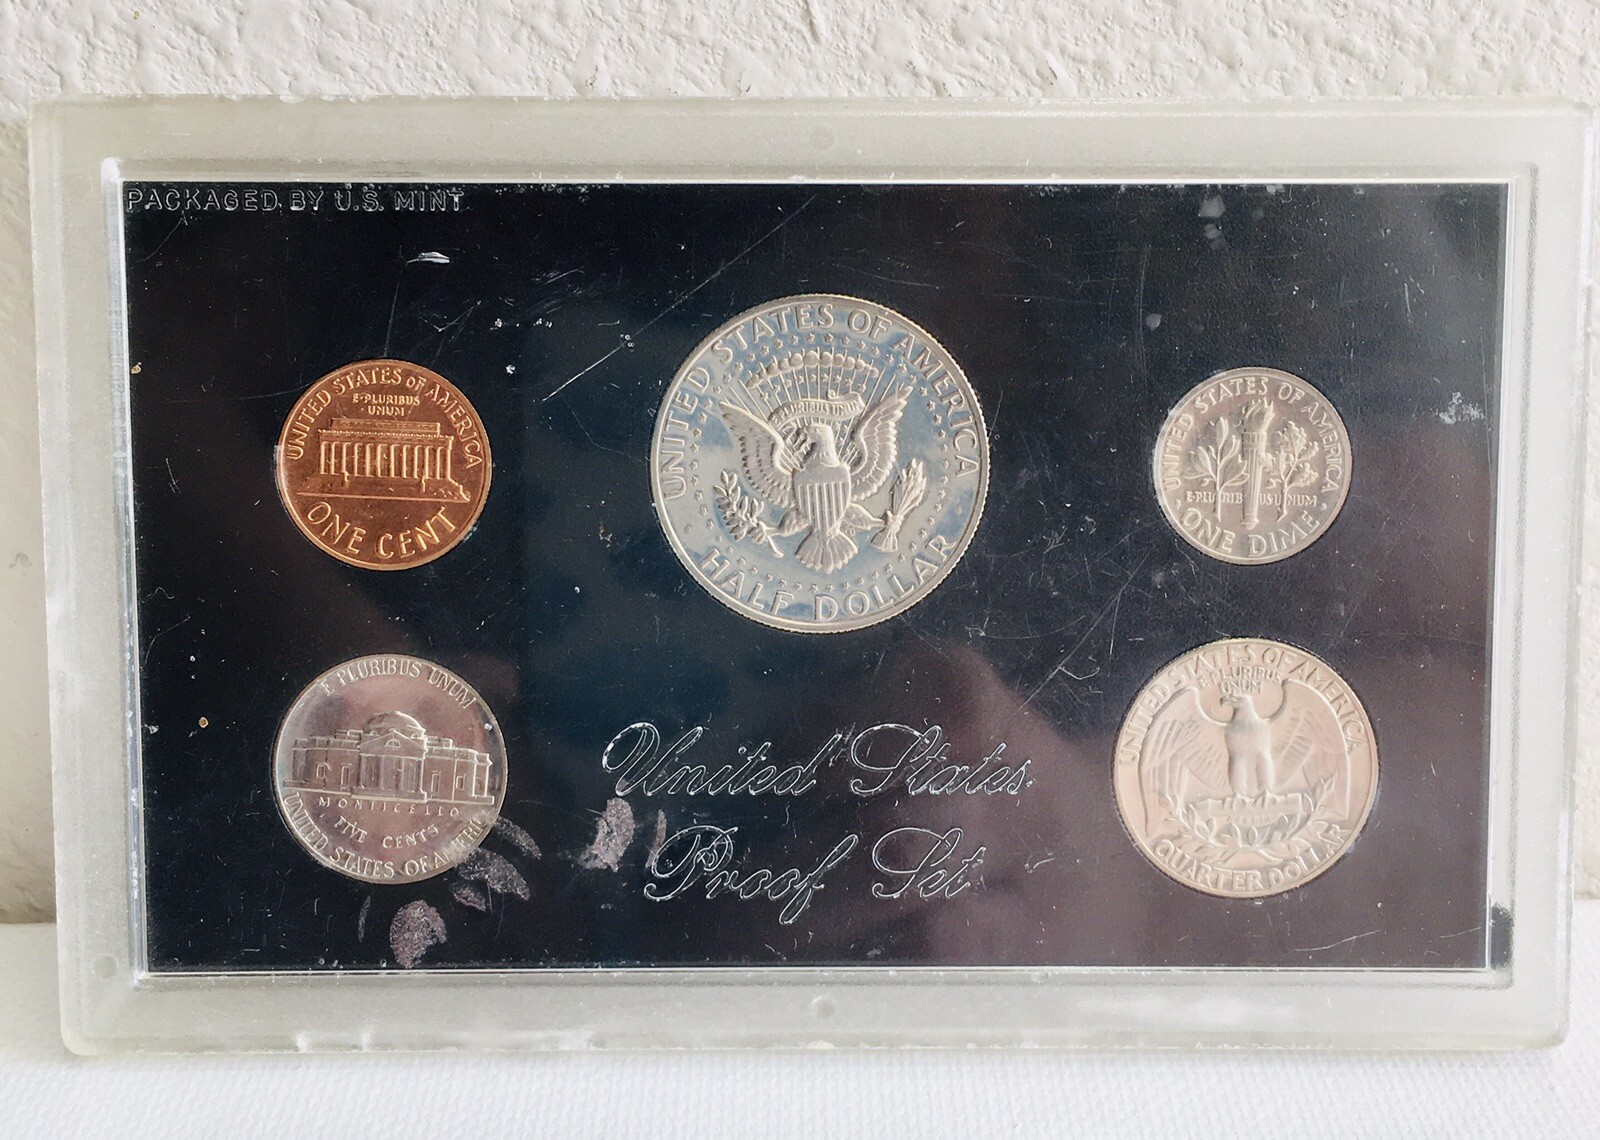 PACKAGED BY U.S. MINT
UNITED STATES OF AMERICA
E·PLURIBUS
UNUM
ONE CENT
UNITED STATES OF AMERICA
E PLURIBUS UNUM
HALF DOLLAR
UNITED STATES OF AMERICA
E·PLURIBUS UNUM
·ONE DIME·
E PLURIBUS UNUM
MONTICELLO
FIVE CENTS
UNITED STATES OF AMERICA
United States
Proof Set
UNITED STATES OF AMERICA
E·PLURIBUS
UNUM
QUARTER DOLLAR